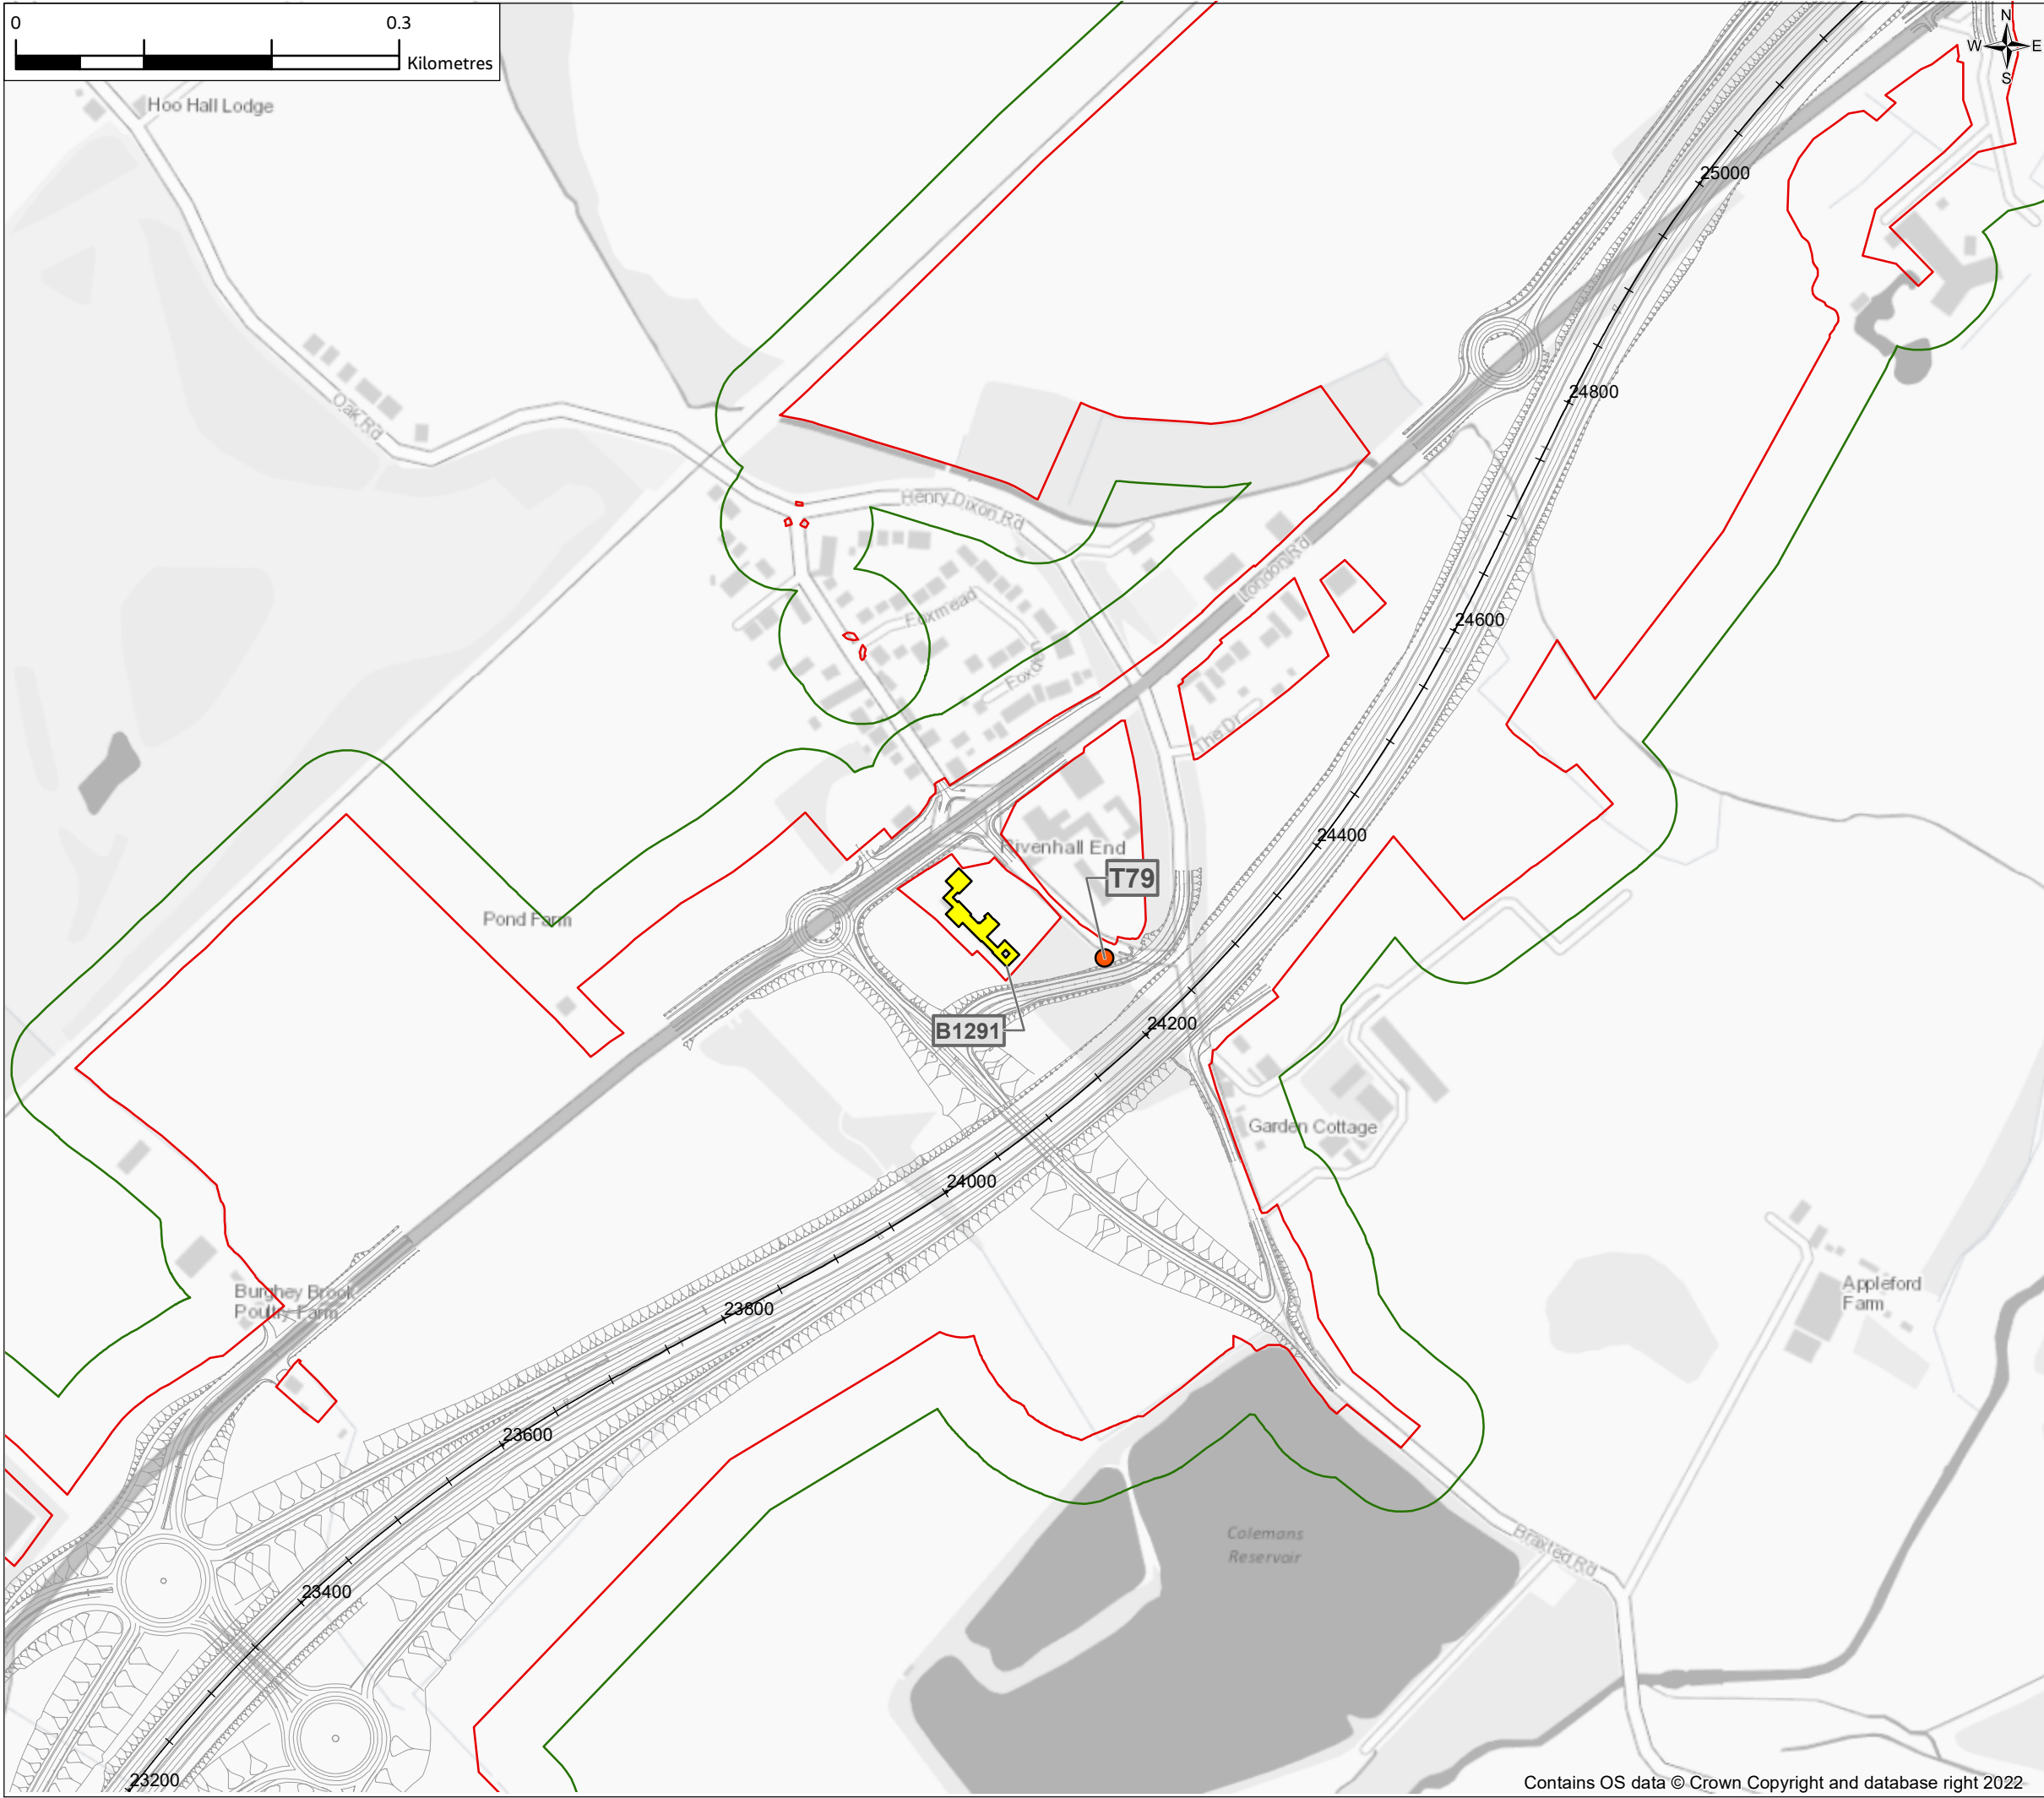 0 0.3
Kilometres
N
W E
S
Hoo Hall Lodge
25000
Oak Rd
24800
Henry Dixon Rd
London Rd
Foxmead
24600
The Dr
24400
Rivenhall End
T79
Pond Farm
B1291
24200
Garden Cottage
24000
Burghey Brook
Poultry Farm
23800
Appleford
Farm
23600
Colemans
Reservoir
Braxted Rd
23400
23200
Contains OS data © Crown Copyright and database right 2022